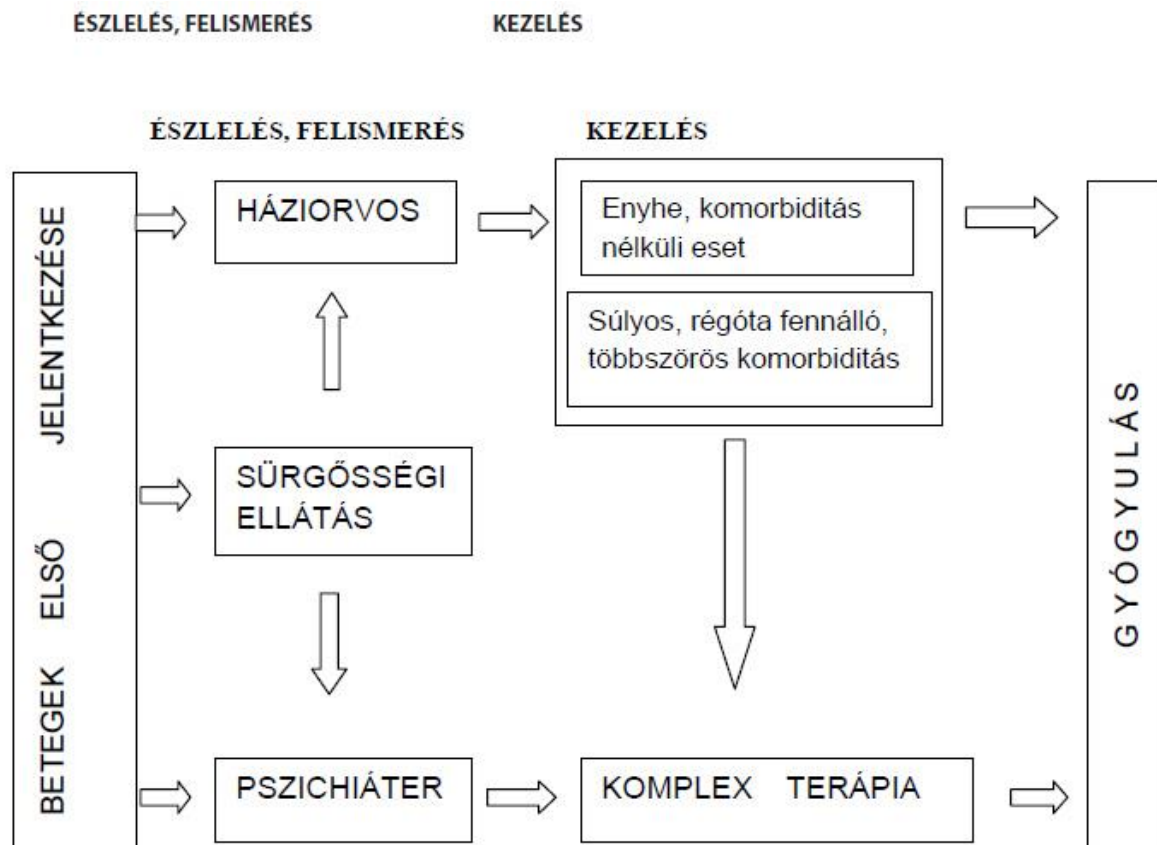 ÉSZLELÉS, FELISMERÉS
KEZELÉS
ÉSZLELÉS, FELISMERÉS
KEZELÉS
BETEGEK ELSŐ JELENTKEZÉSE
HÁZIORVOS
Enyhe, komorbiditás
nélküli eset
Súlyos, régóta fennálló,
többszörös komorbiditás
SÜRGŐSSÉGI
ELLÁTÁS
PSZICHIÁTER
KOMPLEX TERÁPIA
GYÓGYULÁS